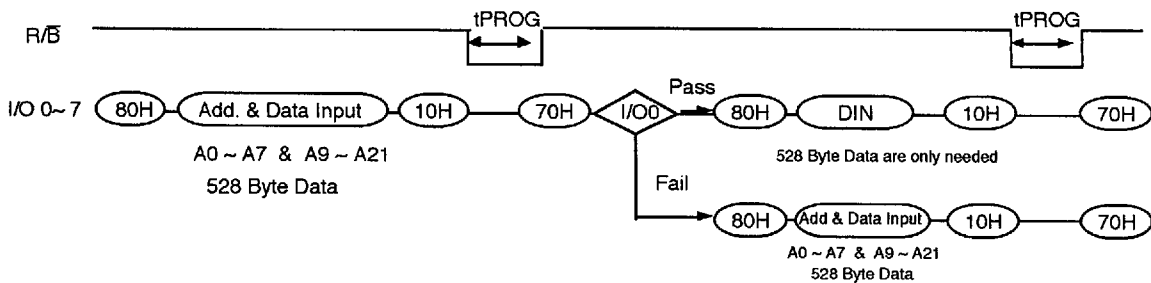 tPROG tPROG
R/B̅
Pass
I/O 0~ 7 80H Add. & Data Input 10H 70H I/O0 80H DIN 10H 70H
A0 ~ A7 & A9 ~ A21 528 Byte Data are only needed
528 Byte Data Fail
80H Add & Data Input 10H 70H
A0 ~ A7 & A9 ~ A21
528 Byte Data